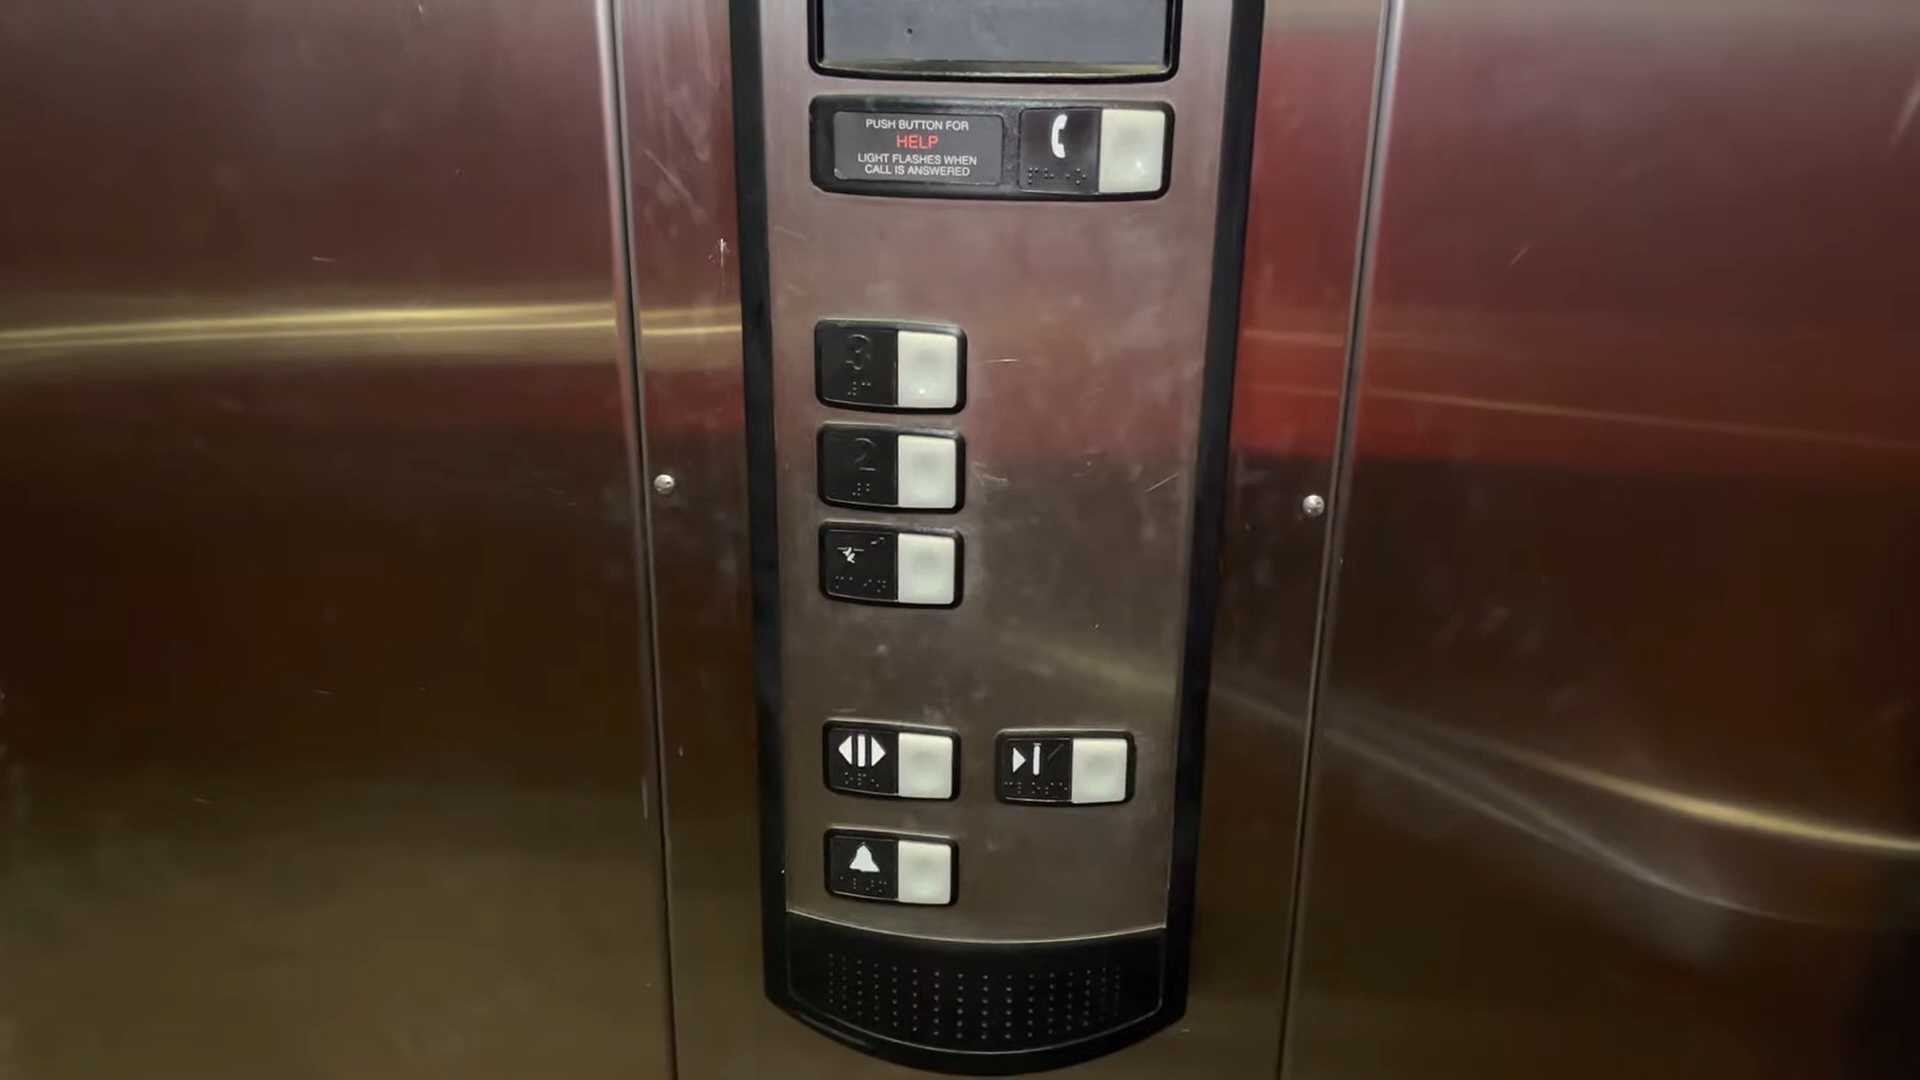 PUSH BUTTON FOR
HELP
LIGHT FLASHES WHEN
CALL IS ANSWERED
3
2